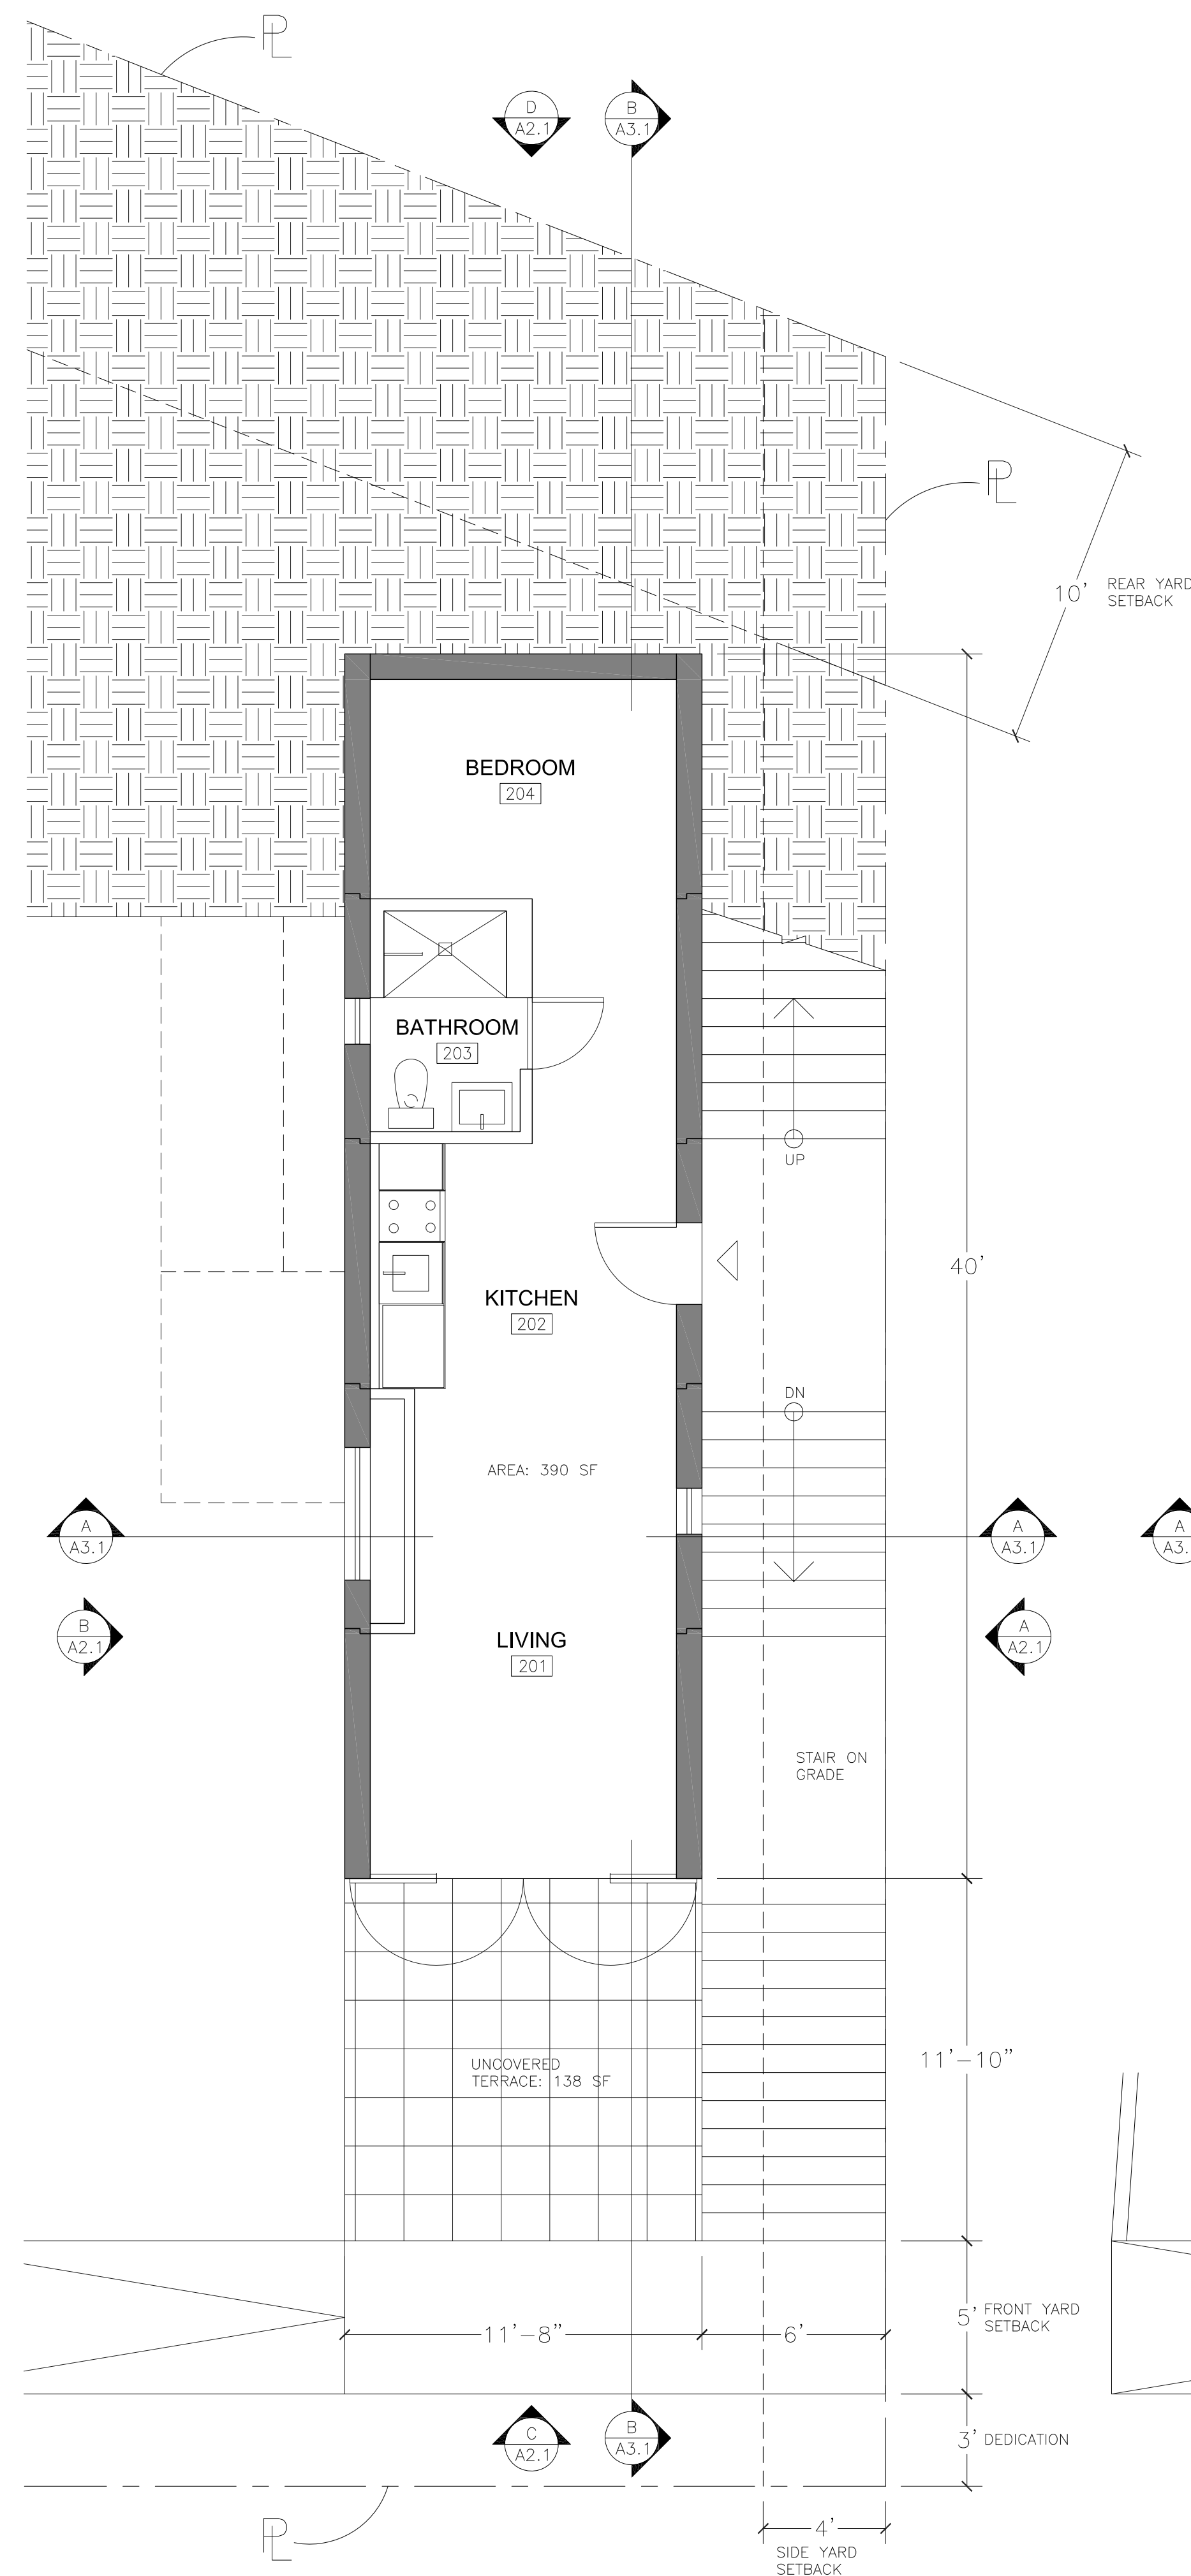 PL
D
A2.1
B
A3.1
PL
10'
REAR YARD
SETBACK
BEDROOM
204
BATHROOM
203
UP
40'
KITCHEN
202
DN
AREA: 390 SF
A
A3.1
A
A3.1
A
A3.
B
A2.1
A
A2.1
LIVING
201
STAIR ON
GRADE
11'-10"
UNCOVERED
TERRACE: 138 SF
5'
FRONT YARD
SETBACK
11'-8"
6'
C
A2.1
B
A3.1
3' DEDICATION
PL
4'
SIDE YARD
SETBACK